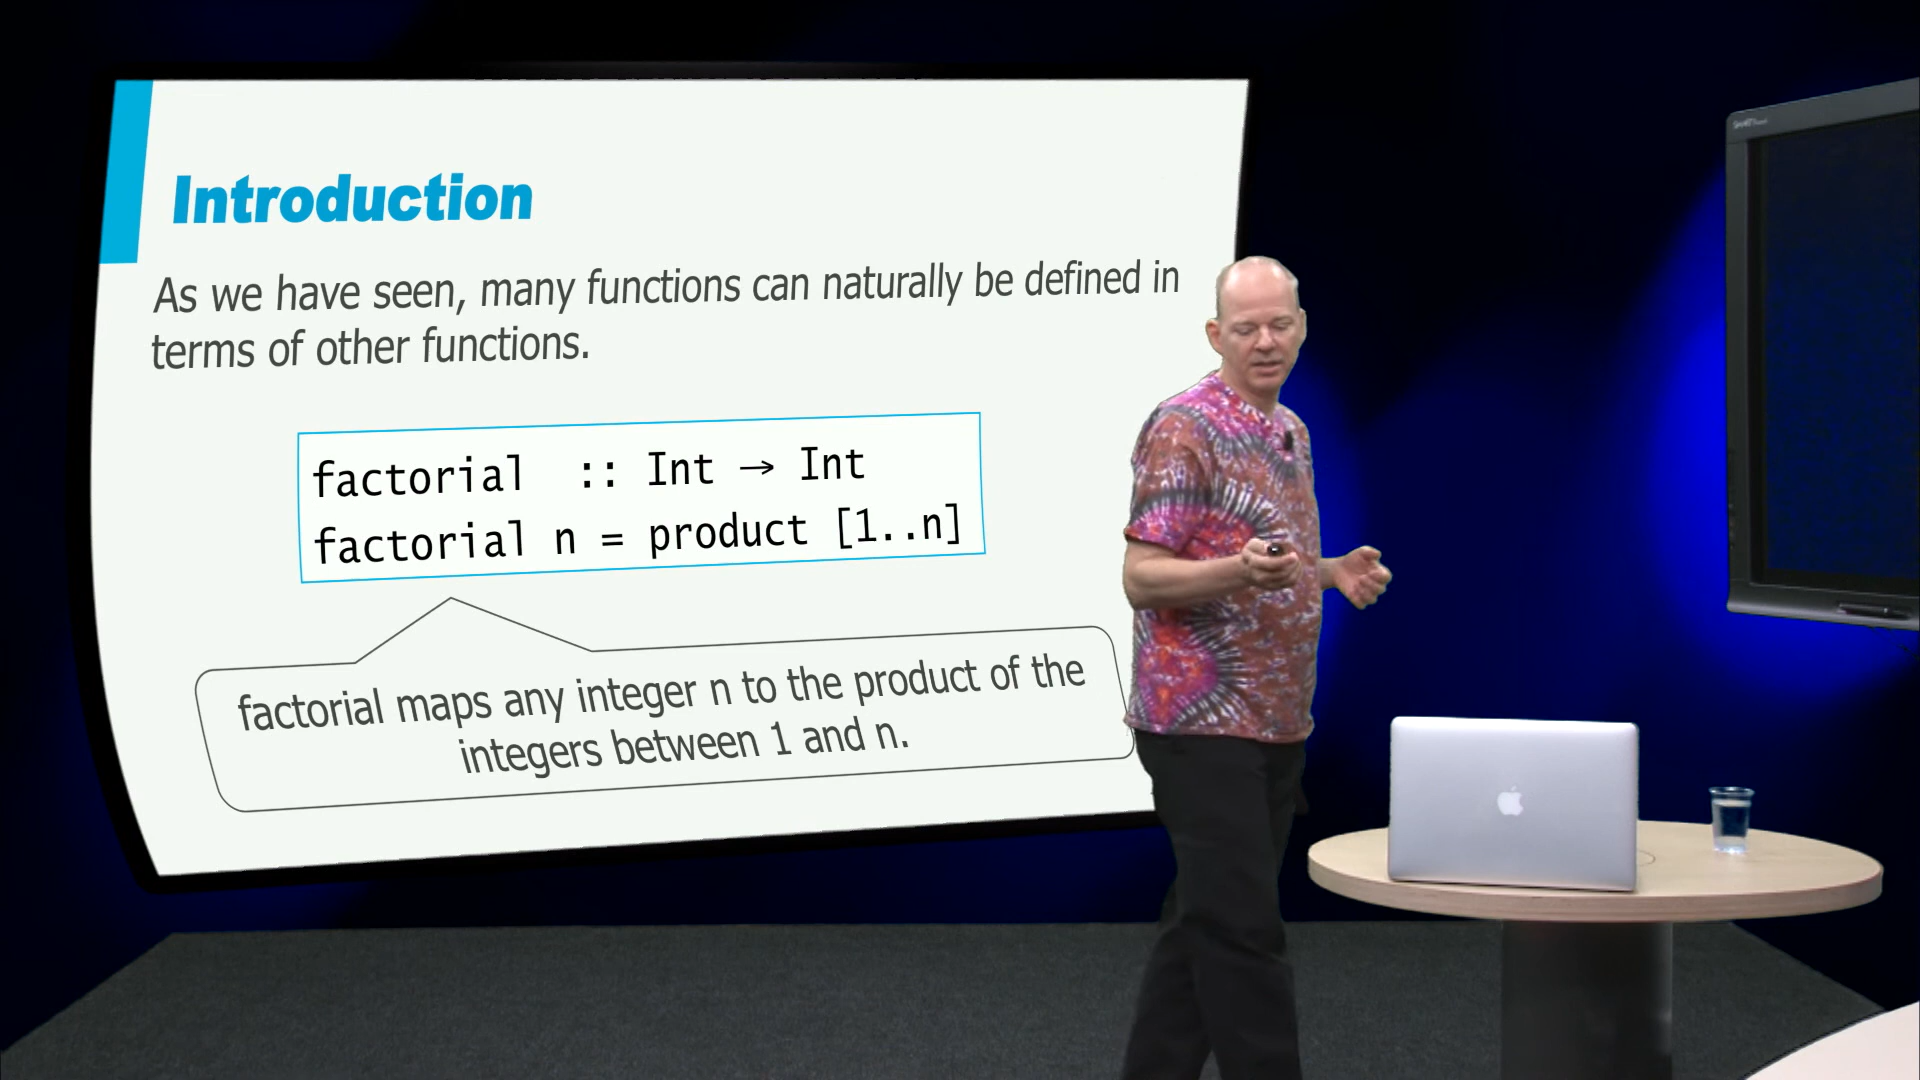 Introduction
As we have seen, many functions can naturally be defined in
terms of other functions.
factorial :: Int → Int
factorial n = product [1..n]
factorial maps any integer n to the product of the
integers between 1 and n.